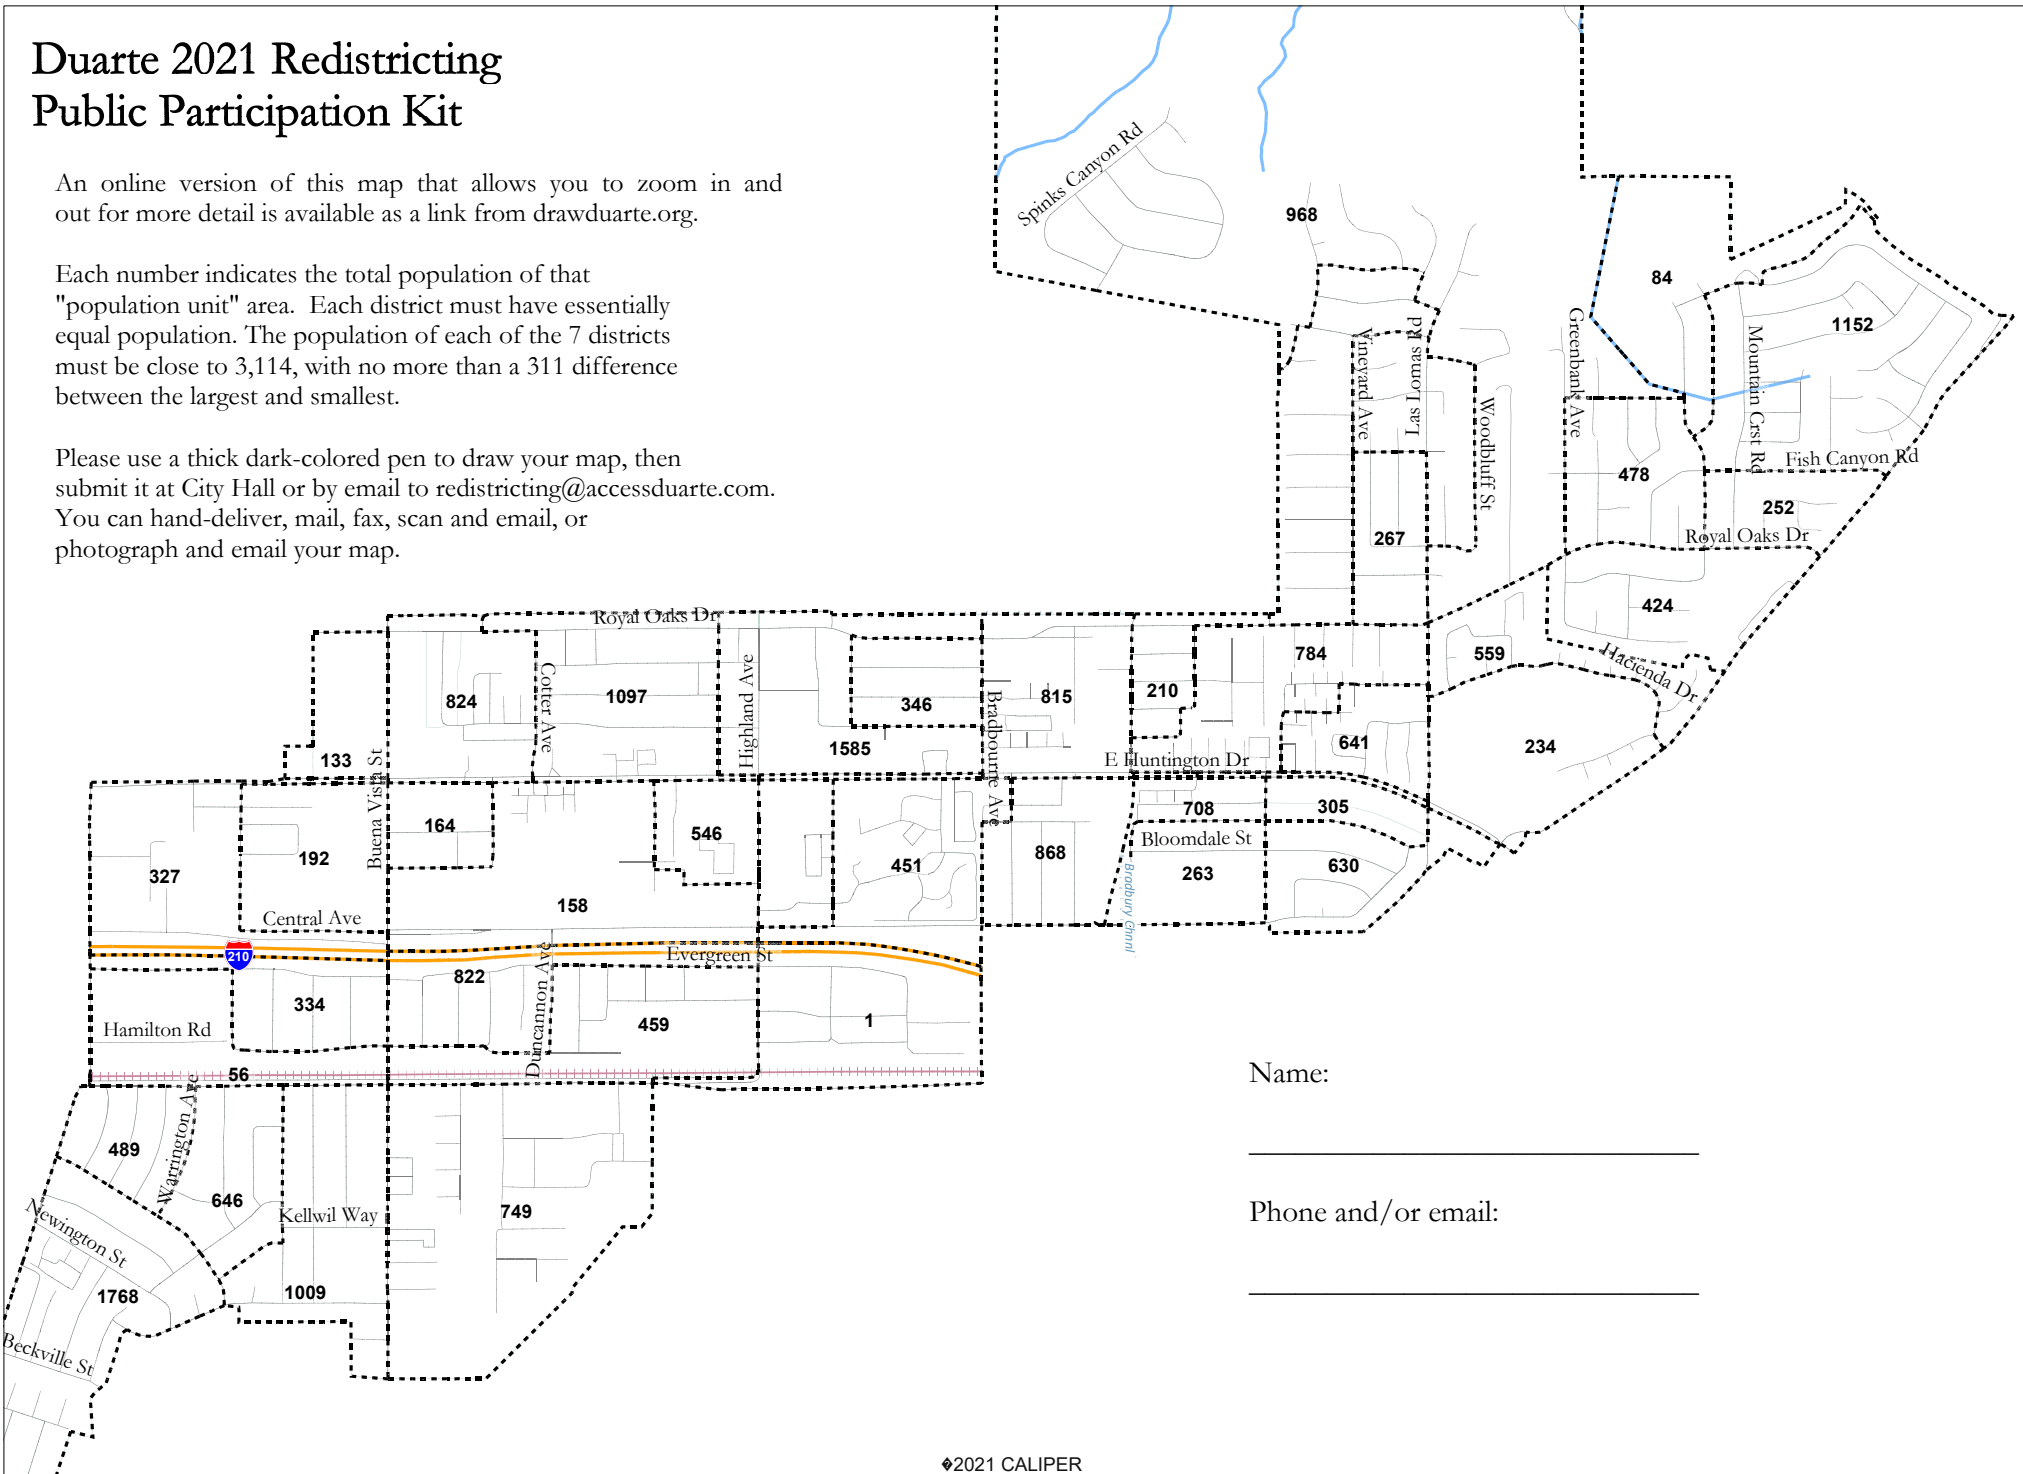 Duarte 2021 Redistricting
Public Participation Kit
An online version of this map that allows you to zoom in and
out for more detail is available as a link from drawduarte.org.
Each number indicates the total population of that
"population unit" area. Each district must have essentially
equal population. The population of each of the 7 districts
must be close to 3,114, with no more than a 311 difference
between the largest and smallest.
Please use a thick dark-colored pen to draw your map, then
submit it at City Hall or by email to redistricting@accessduarte.com.
You can hand-deliver, mail, fax, scan and email, or
photograph and email your map.
Spinks Canyon Rd
968
84
1152
Vineyard Ave
Las Lomas Rd
Woodbluff St
Greenbank Ave
Mountain Crst Rd
Fish Canyon Rd
478
252
267
Royal Oaks Dr
424
Royal Oaks Dr
559
Hacienda Dr
784
824
Cotter Ave
1097
Highland Ave
346
Bradbourne Ave
815
210
1585
641
234
133
E Huntington Dr
Buena Vista St
164
546
708
305
Bloomdale St
192
451
868
263
630
327
158
Bradbury Chnnl
Central Ave
210
Evergreen St
822
Duncannon Ave
334
459
1
Hamilton Rd
56
489
Warrington Ave
646
Kellwil Way
749
Newington St
1768
1009
Beckville St
Name:
Phone and/or email:
�2021 CALIPER